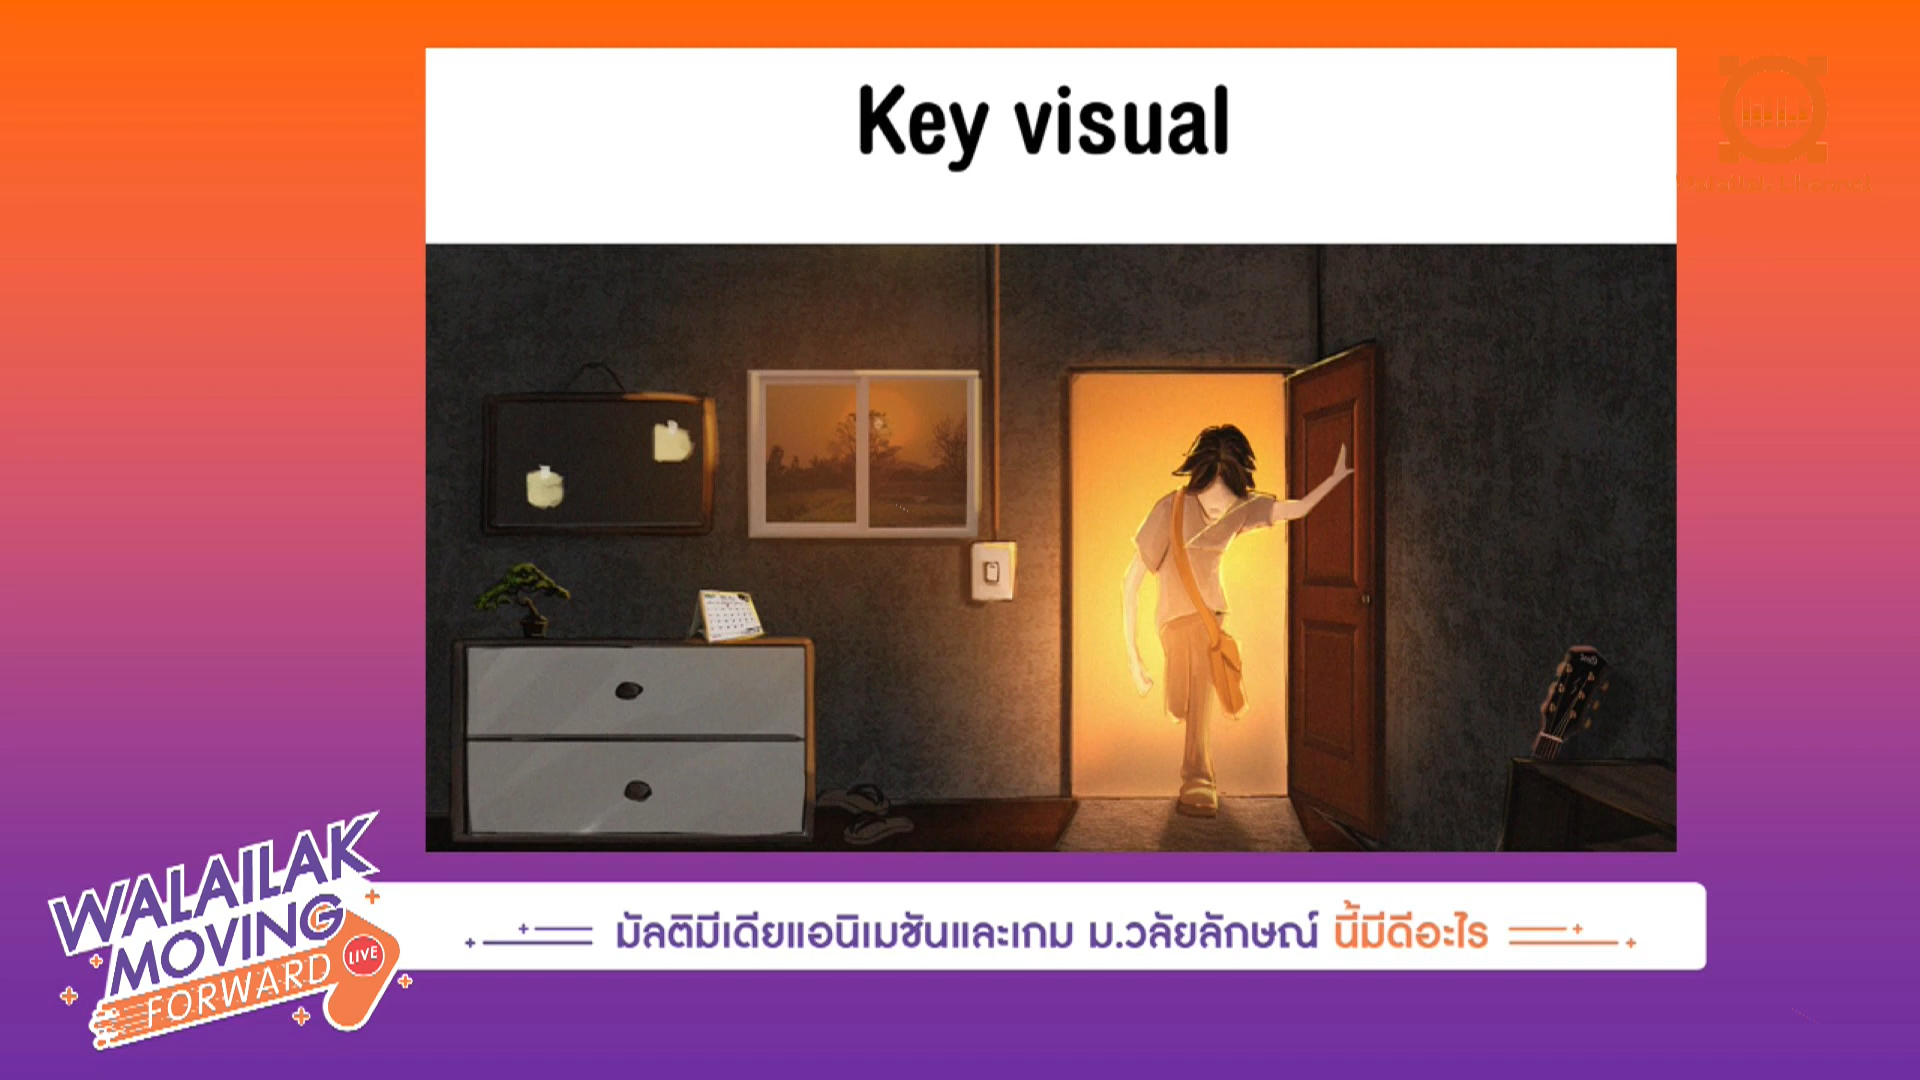 Key visual
WALAILAK
MOVING
FORWARD
LIVE
มัลติมีเดียแอนิเมชันและเกม ม.วลัยลักษณ์ นี้มีดีอะไร